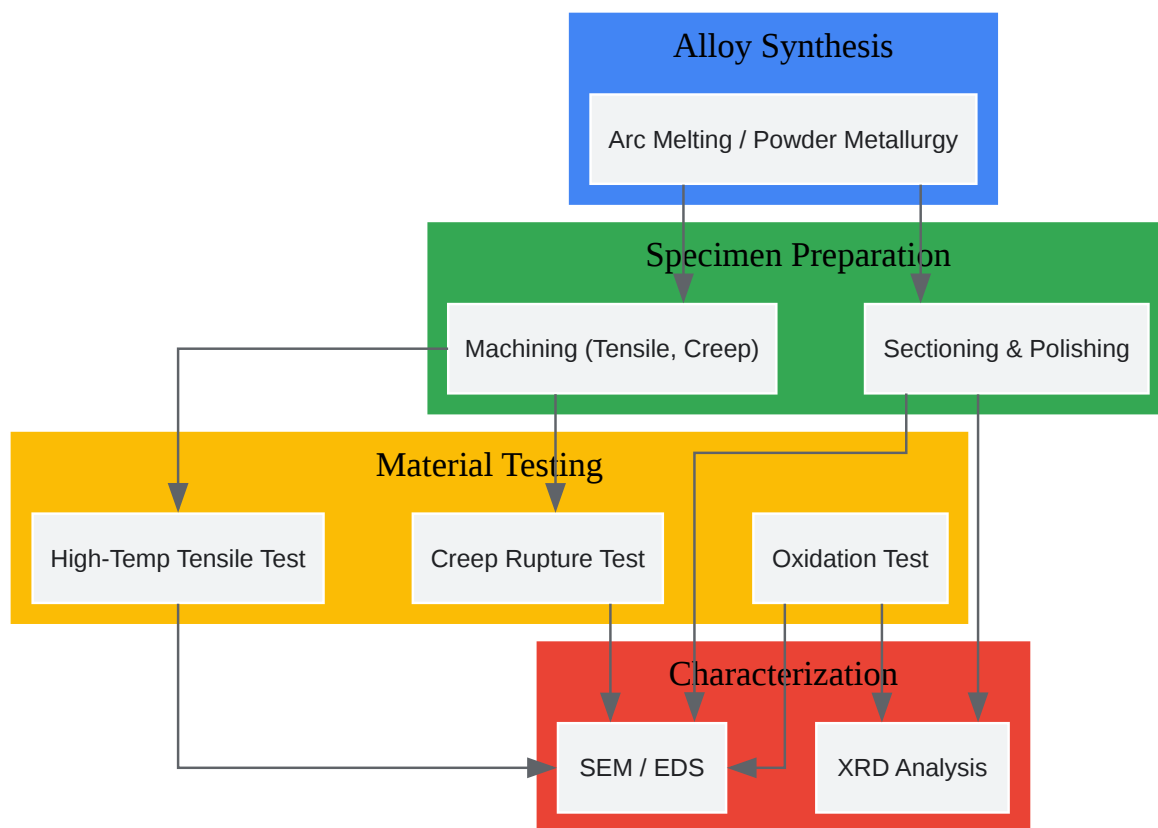 Alloy Synthesis
Arc Melting / Powder Metallurgy
Specimen Preparation
Machining (Tensile, Creep)
Sectioning & Polishing
Material Testing
High-Temp Tensile Test
Creep Rupture Test
Oxidation Test
Characterization
SEM / EDS
XRD Analysis